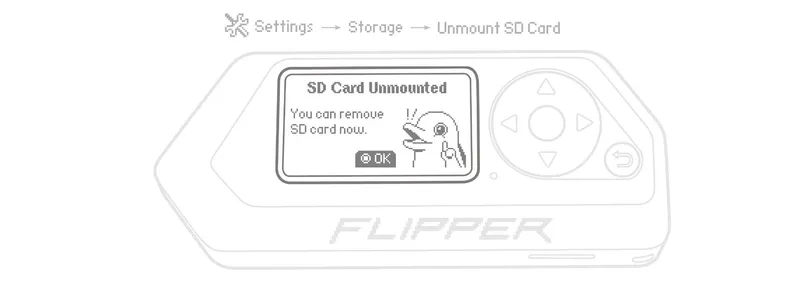 Settings → Storage → Unmount SD Card
SD Card Unmounted
You can remove
SD card now.
OK
FLIPPER